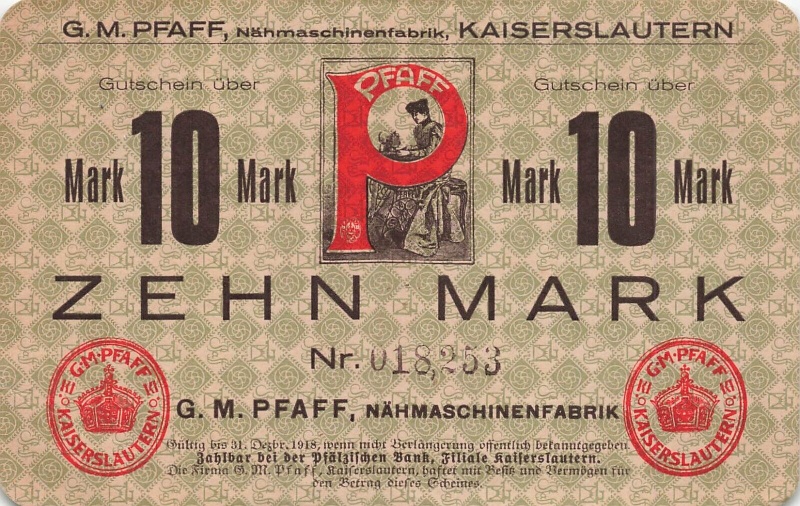 G. M. PFAFF, Nähmaschinenfabrik, KAISERSLAUTERN
Gutschein über
Gutschein über
PFAFF
P
Mark 10 Mark
Mark 10 Mark
ZEHN MARK
Nr. 018,253
G. M. PFAFF, NÄHMASCHINENFABRIK
G·M·PFAFF KAISERSLAUTERN
G·M·PFAFF KAISERSLAUTERN
Gültig bis 31. Dezbr. 1918, wenn nicht Verlängerung öffentlich bekanntgegeben.
Zahlbar bei der Pfälzischen Bank, Filiale Kaiserslautern.
Die Firma G. M. Pfaff, Kaiserslautern, haftet mit Besitz und Vermögen für
den Betrag dieses Scheines.